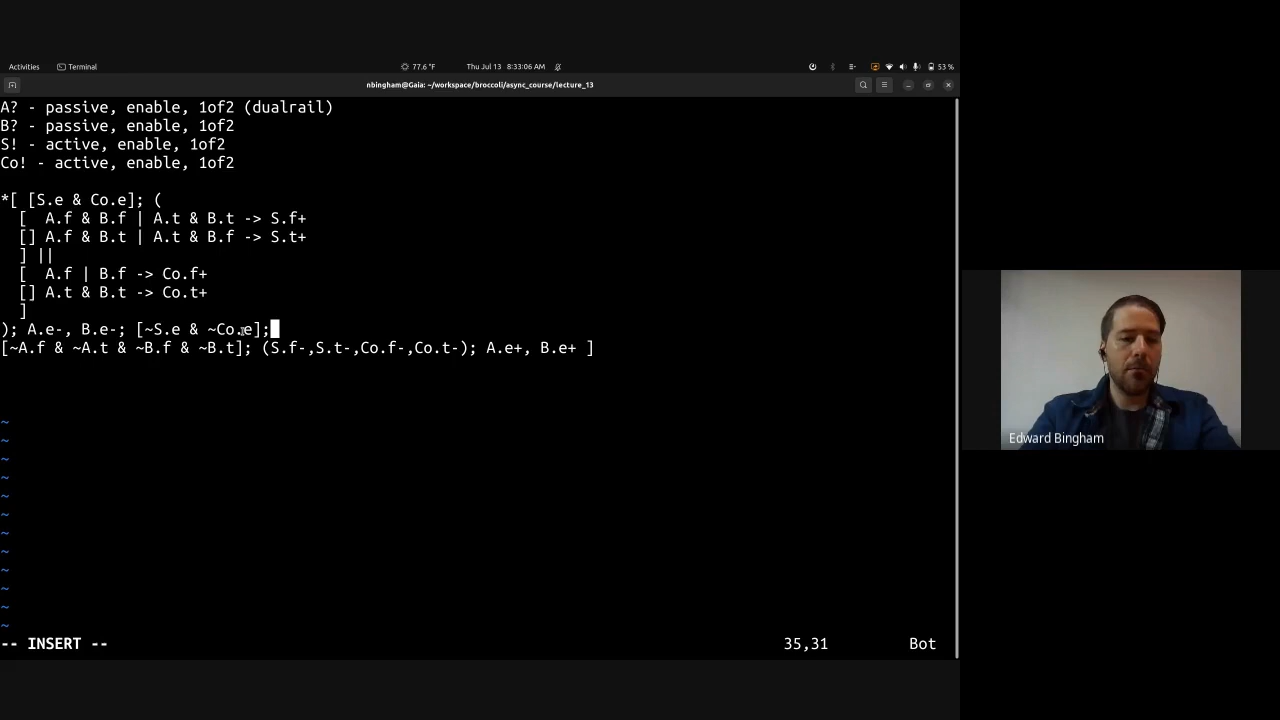 Activities Terminal 77.6 °F Thu Jul 13 8:33:06 AM 53 %
nbingham@Gaia: ~/workspace/broccoli/async_course/lecture_13
A? - passive, enable, 1of2 (dualrail)
B? - passive, enable, 1of2
S! - active, enable, 1of2
Co! - active, enable, 1of2
*[ [S.e & Co.e]; (
[  A.f & B.f | A.t & B.t -> S.f+
[] A.f & B.t | A.t & B.f -> S.t+
] ||
[  A.f | B.f -> Co.f+
[] A.t & B.t -> Co.t+
]
); A.e-, B.e-; [~S.e & ~Co.e];
[~A.f & ~A.t & ~B.f & ~B.t]; (S.f-,S.t-,Co.f-,Co.t-); A.e+, B.e+ ]
~
~
~
~
~
~
~
~
~
~
~
~
-- INSERT -- 35,31 Bot
Edward Bingham